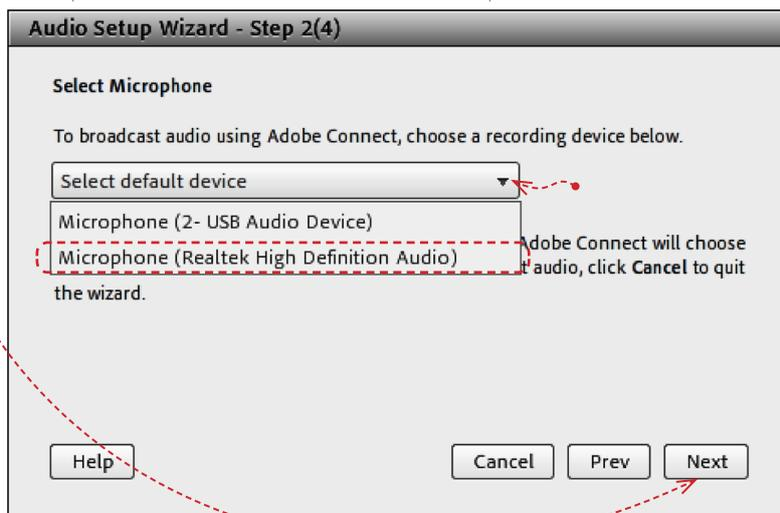 Audio Setup Wizard - Step 2(4)
Select Microphone
To broadcast audio using Adobe Connect, choose a recording device below.
Select default device
Microphone (2- USB Audio Device)
Microphone (Realtek High Definition Audio)
Adobe Connect will choose
t audio, click Cancel to quit
the wizard.
Help Cancel Prev Next